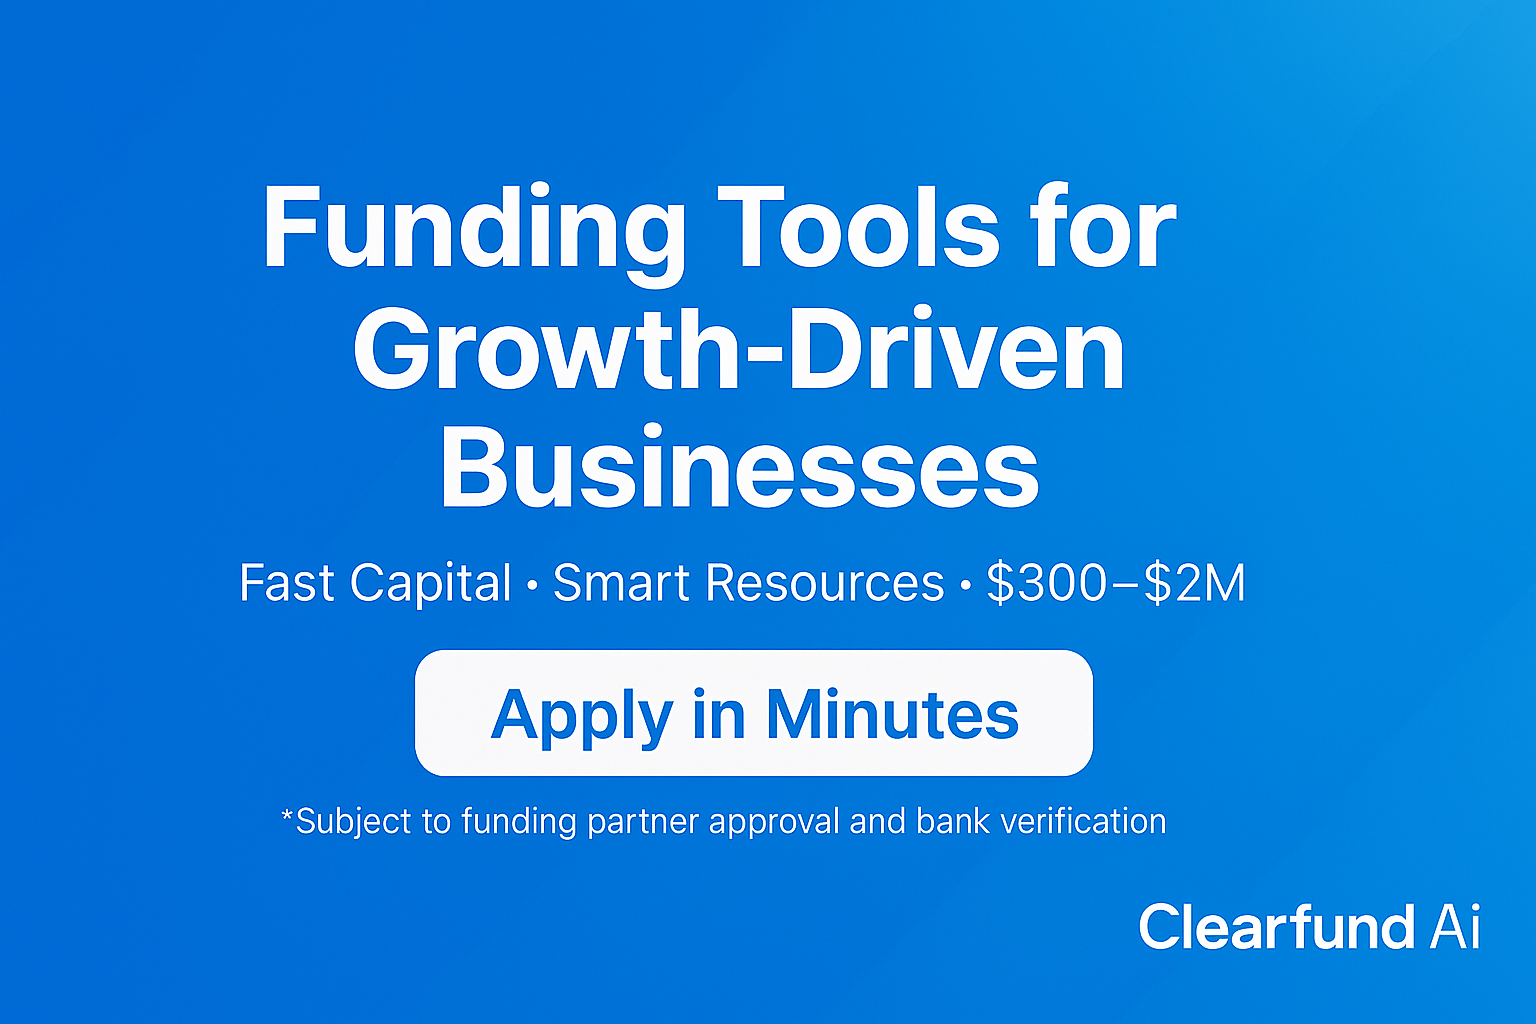 Funding Tools for
Growth-Driven
Businesses
Fast Capital • Smart Resources • $300–$2M
Apply in Minutes
*Subject to funding partner approval and bank verification
Clearfund Ai